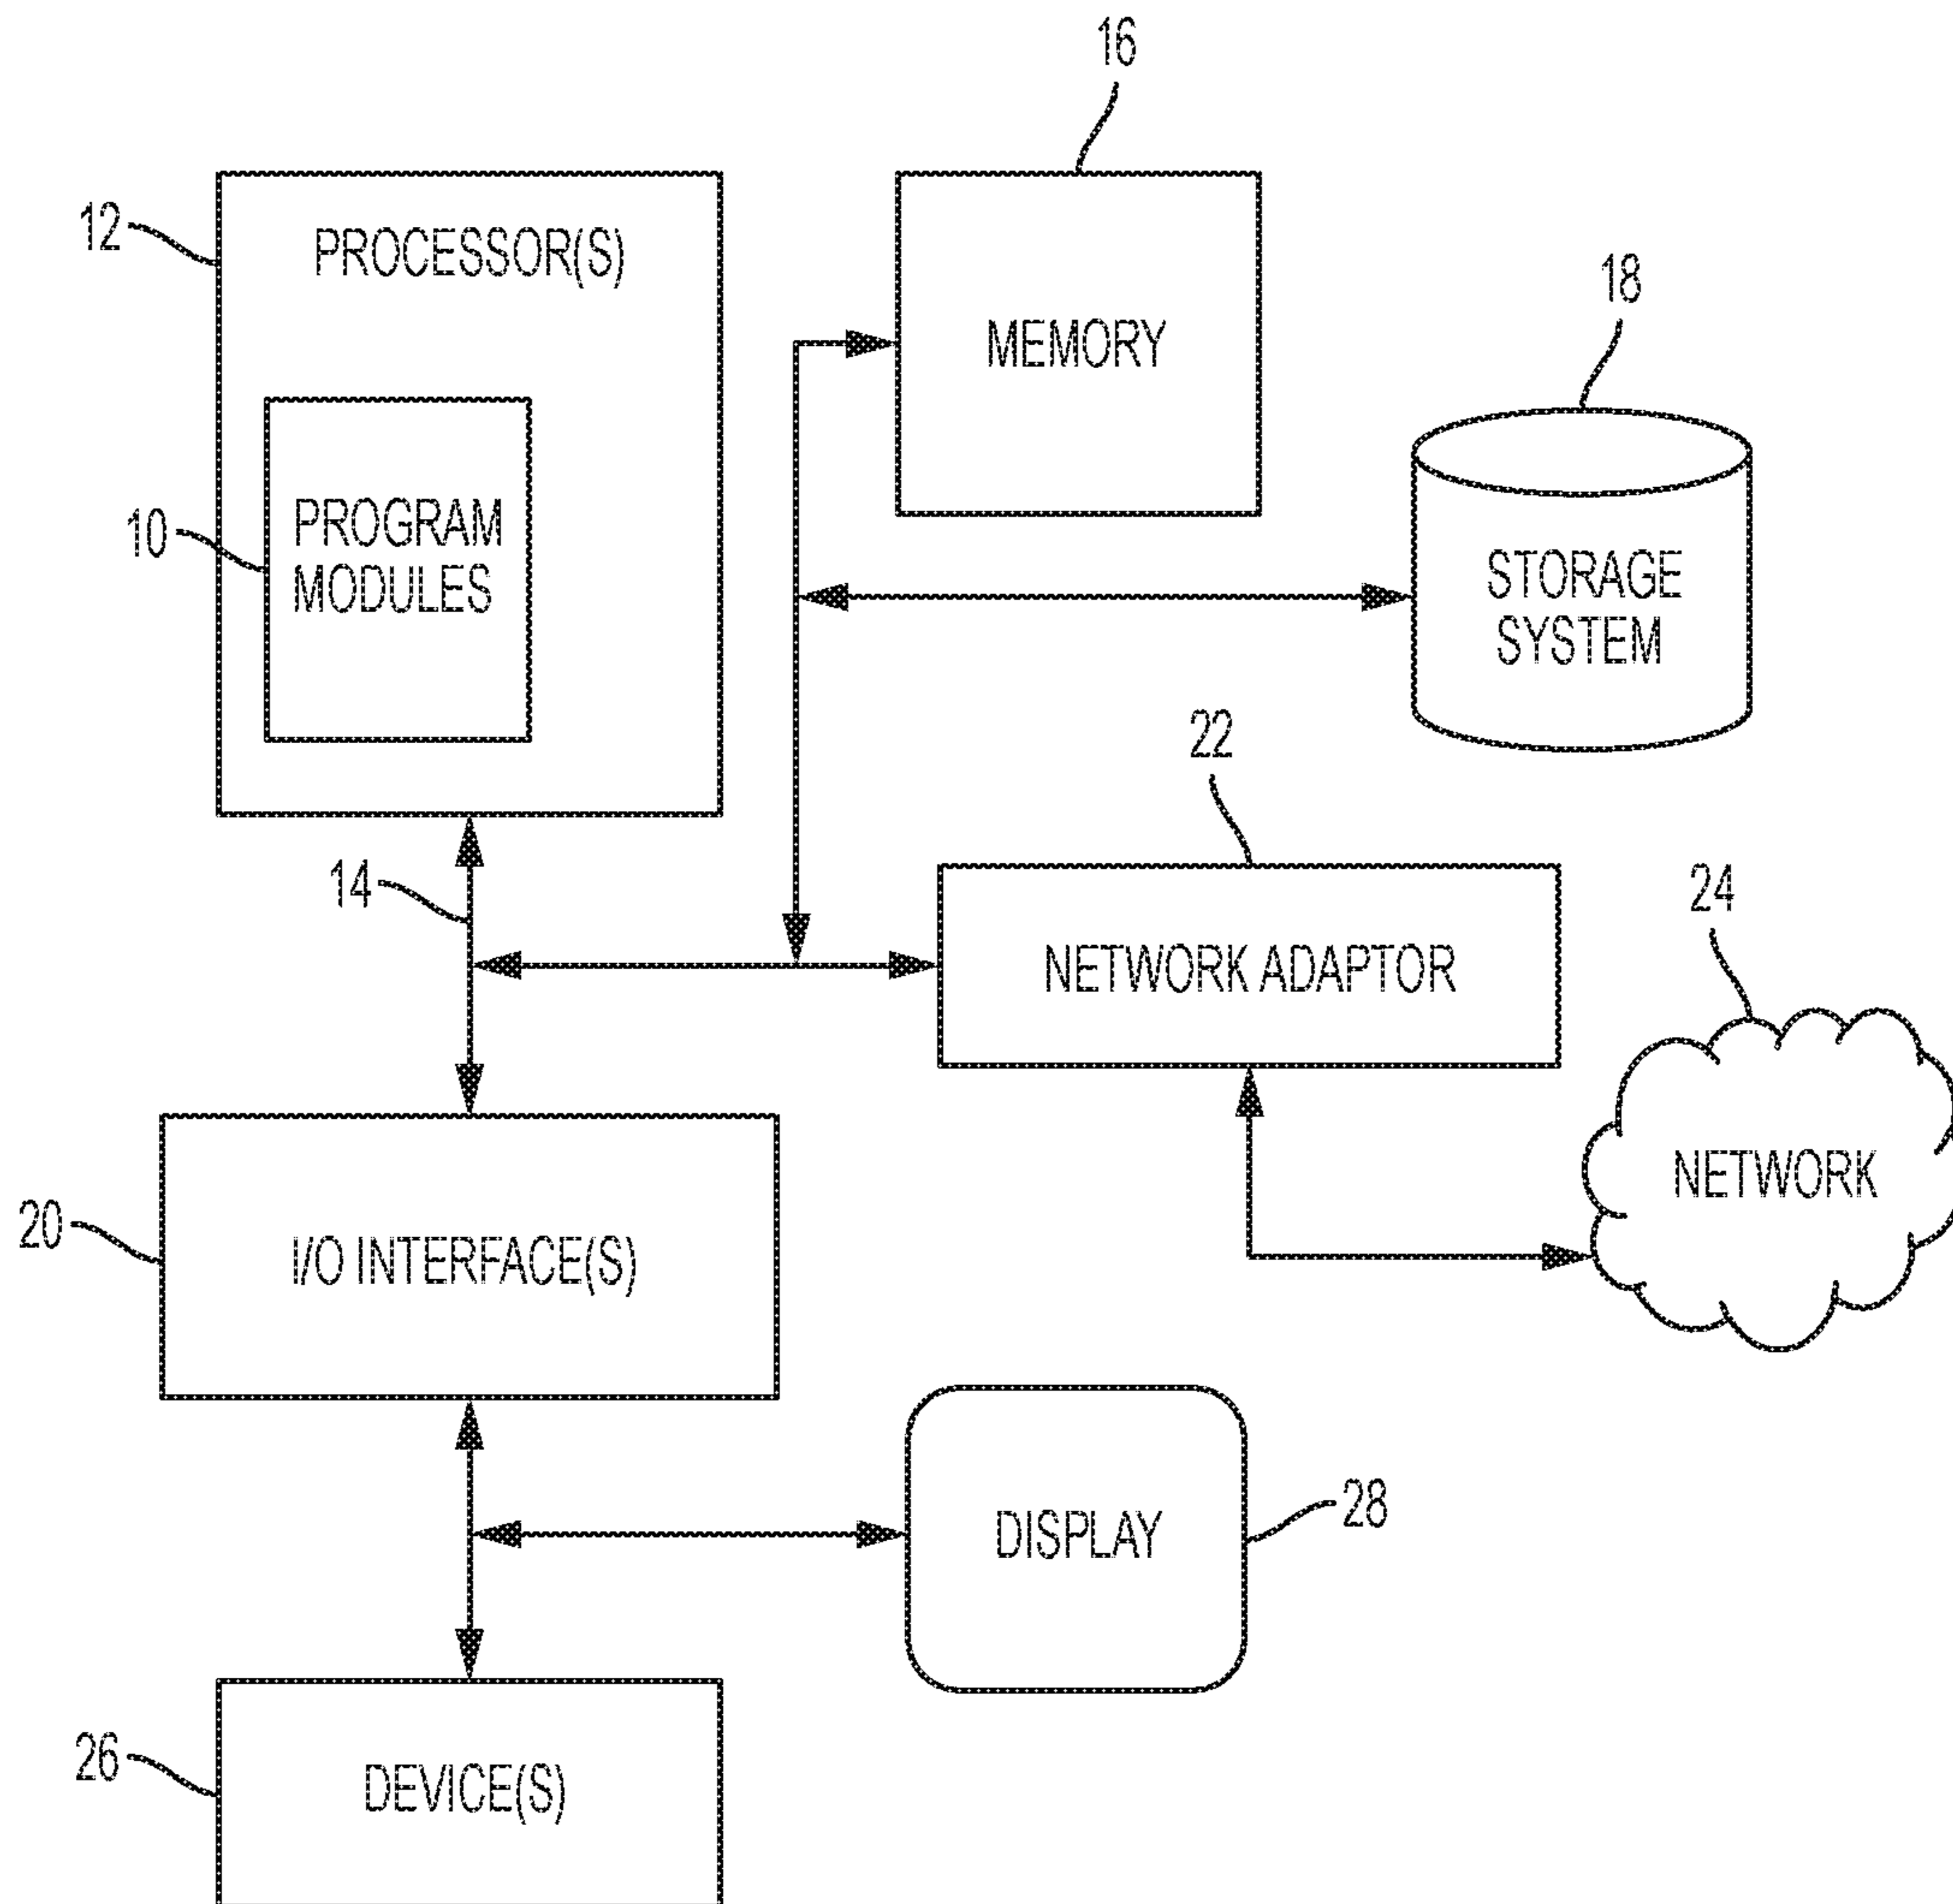 16
12
PROCESSOR(S)
MEMORY
18
10
PROGRAM
MODULES
STORAGE
SYSTEM
22
14
24
NETWORK ADAPTOR
NETWORK
20
I/O INTERFACE(S)
DISPLAY
28
26
DEVICE(S)